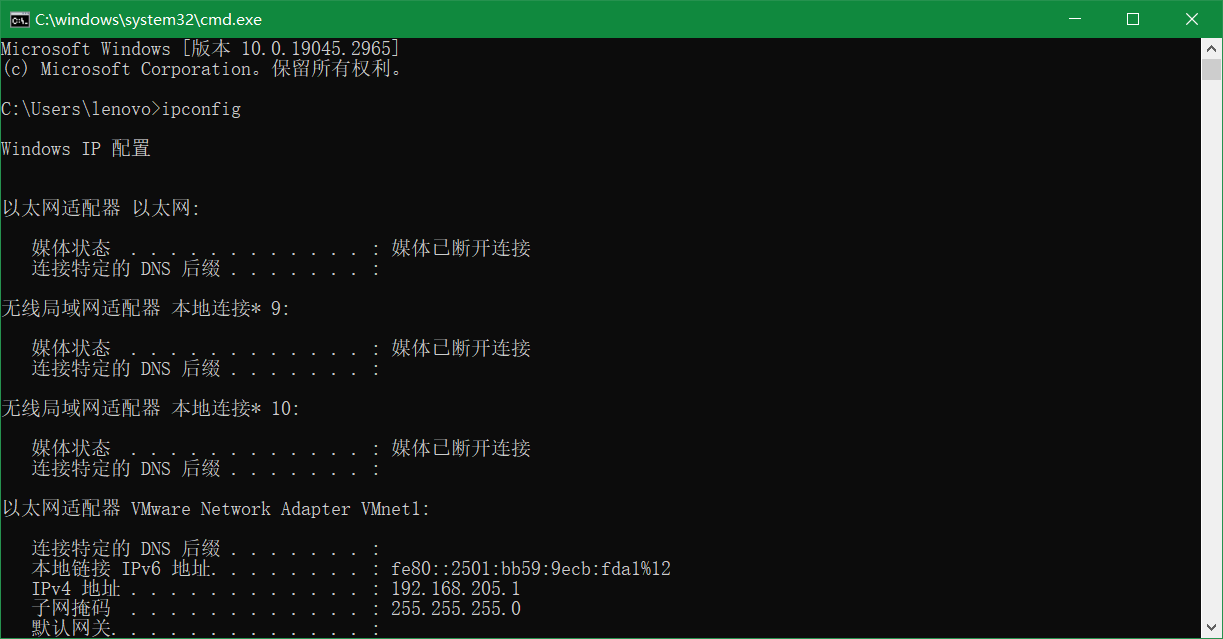 C:\windows\system32\cmd.exe
Microsoft Windows [版本 10.0.19045.2965]
(c) Microsoft Corporation。保留所有权利。
C:\Users\lenovo>ipconfig
Windows IP 配置
以太网适配器 以太网:
媒体状态 . . . . . . . . . . . . : 媒体已断开连接
连接特定的 DNS 后缀 . . . . . . . :
无线局域网适配器 本地连接* 9:
媒体状态 . . . . . . . . . . . . : 媒体已断开连接
连接特定的 DNS 后缀 . . . . . . . :
无线局域网适配器 本地连接* 10:
媒体状态 . . . . . . . . . . . . : 媒体已断开连接
连接特定的 DNS 后缀 . . . . . . . :
以太网适配器 VMware Network Adapter VMnet1:
连接特定的 DNS 后缀 . . . . . . . :
本地链接 IPv6 地址. . . . . . . . : fe80::2501:bb59:9ecb:fda1%12
IPv4 地址 . . . . . . . . . . . . : 192.168.205.1
子网掩码 . . . . . . . . . . . . : 255.255.255.0
默认网关. . . . . . . . . . . . . :